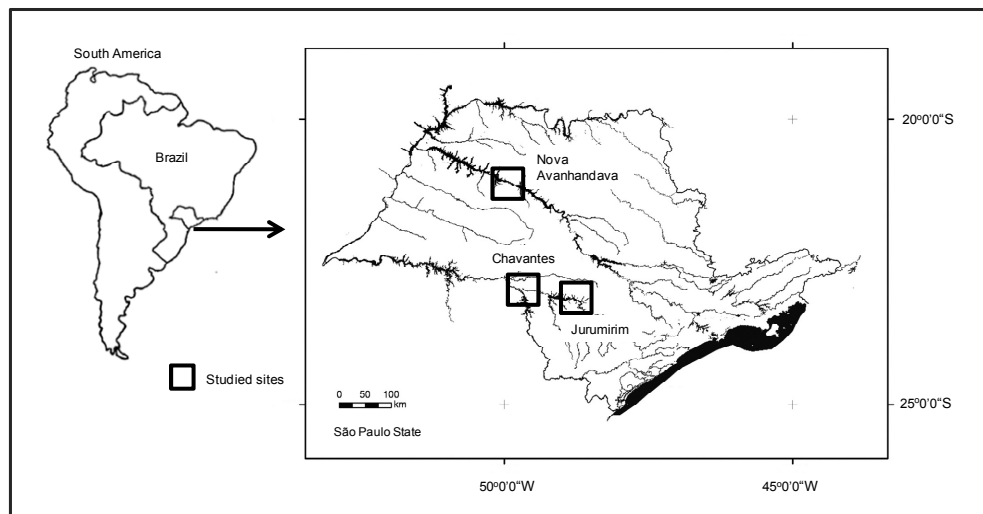 South America
Brazil
Studied sites
Nova
Avanhandava
Chavantes
Jurumirim
0 50 100
km
São Paulo State
20º0’0“S
25º0’0“S
50º0’0“W
45º0’0“W